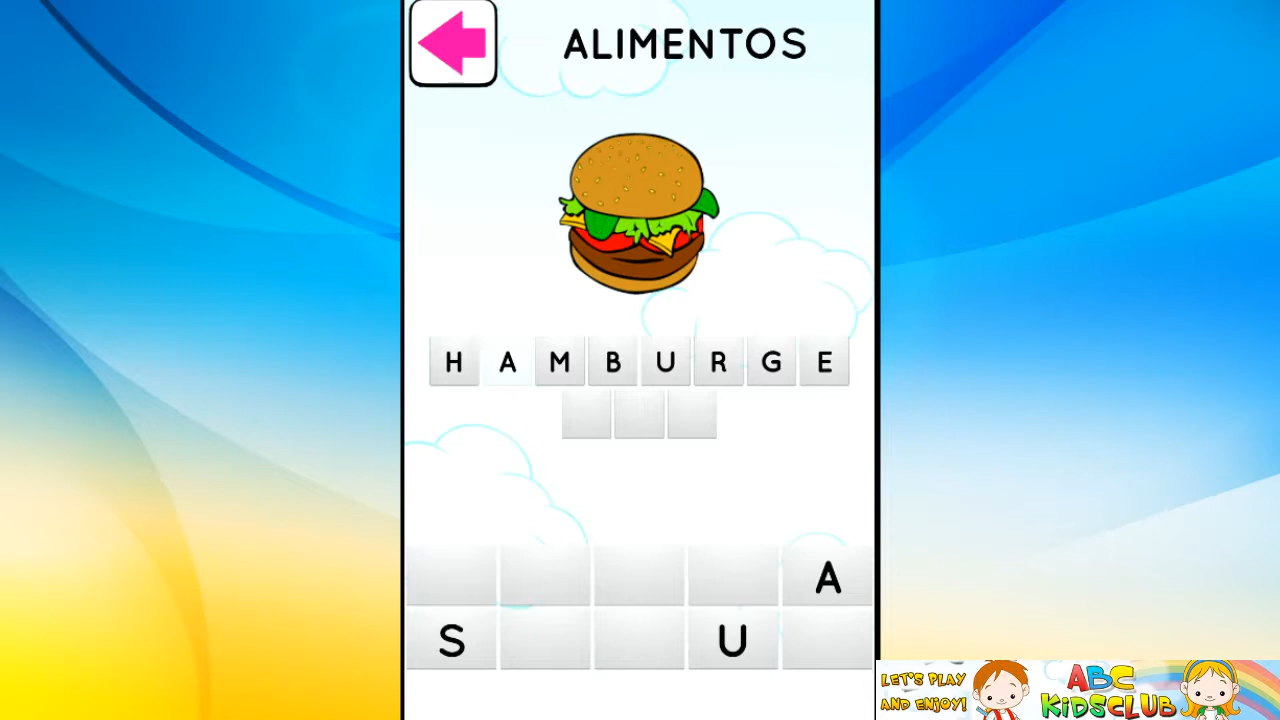 ALIMENTOS
H A M B U R G E
A
S U
LET'S PLAY
AND ENJOY!
ABC
KIDSCLUB